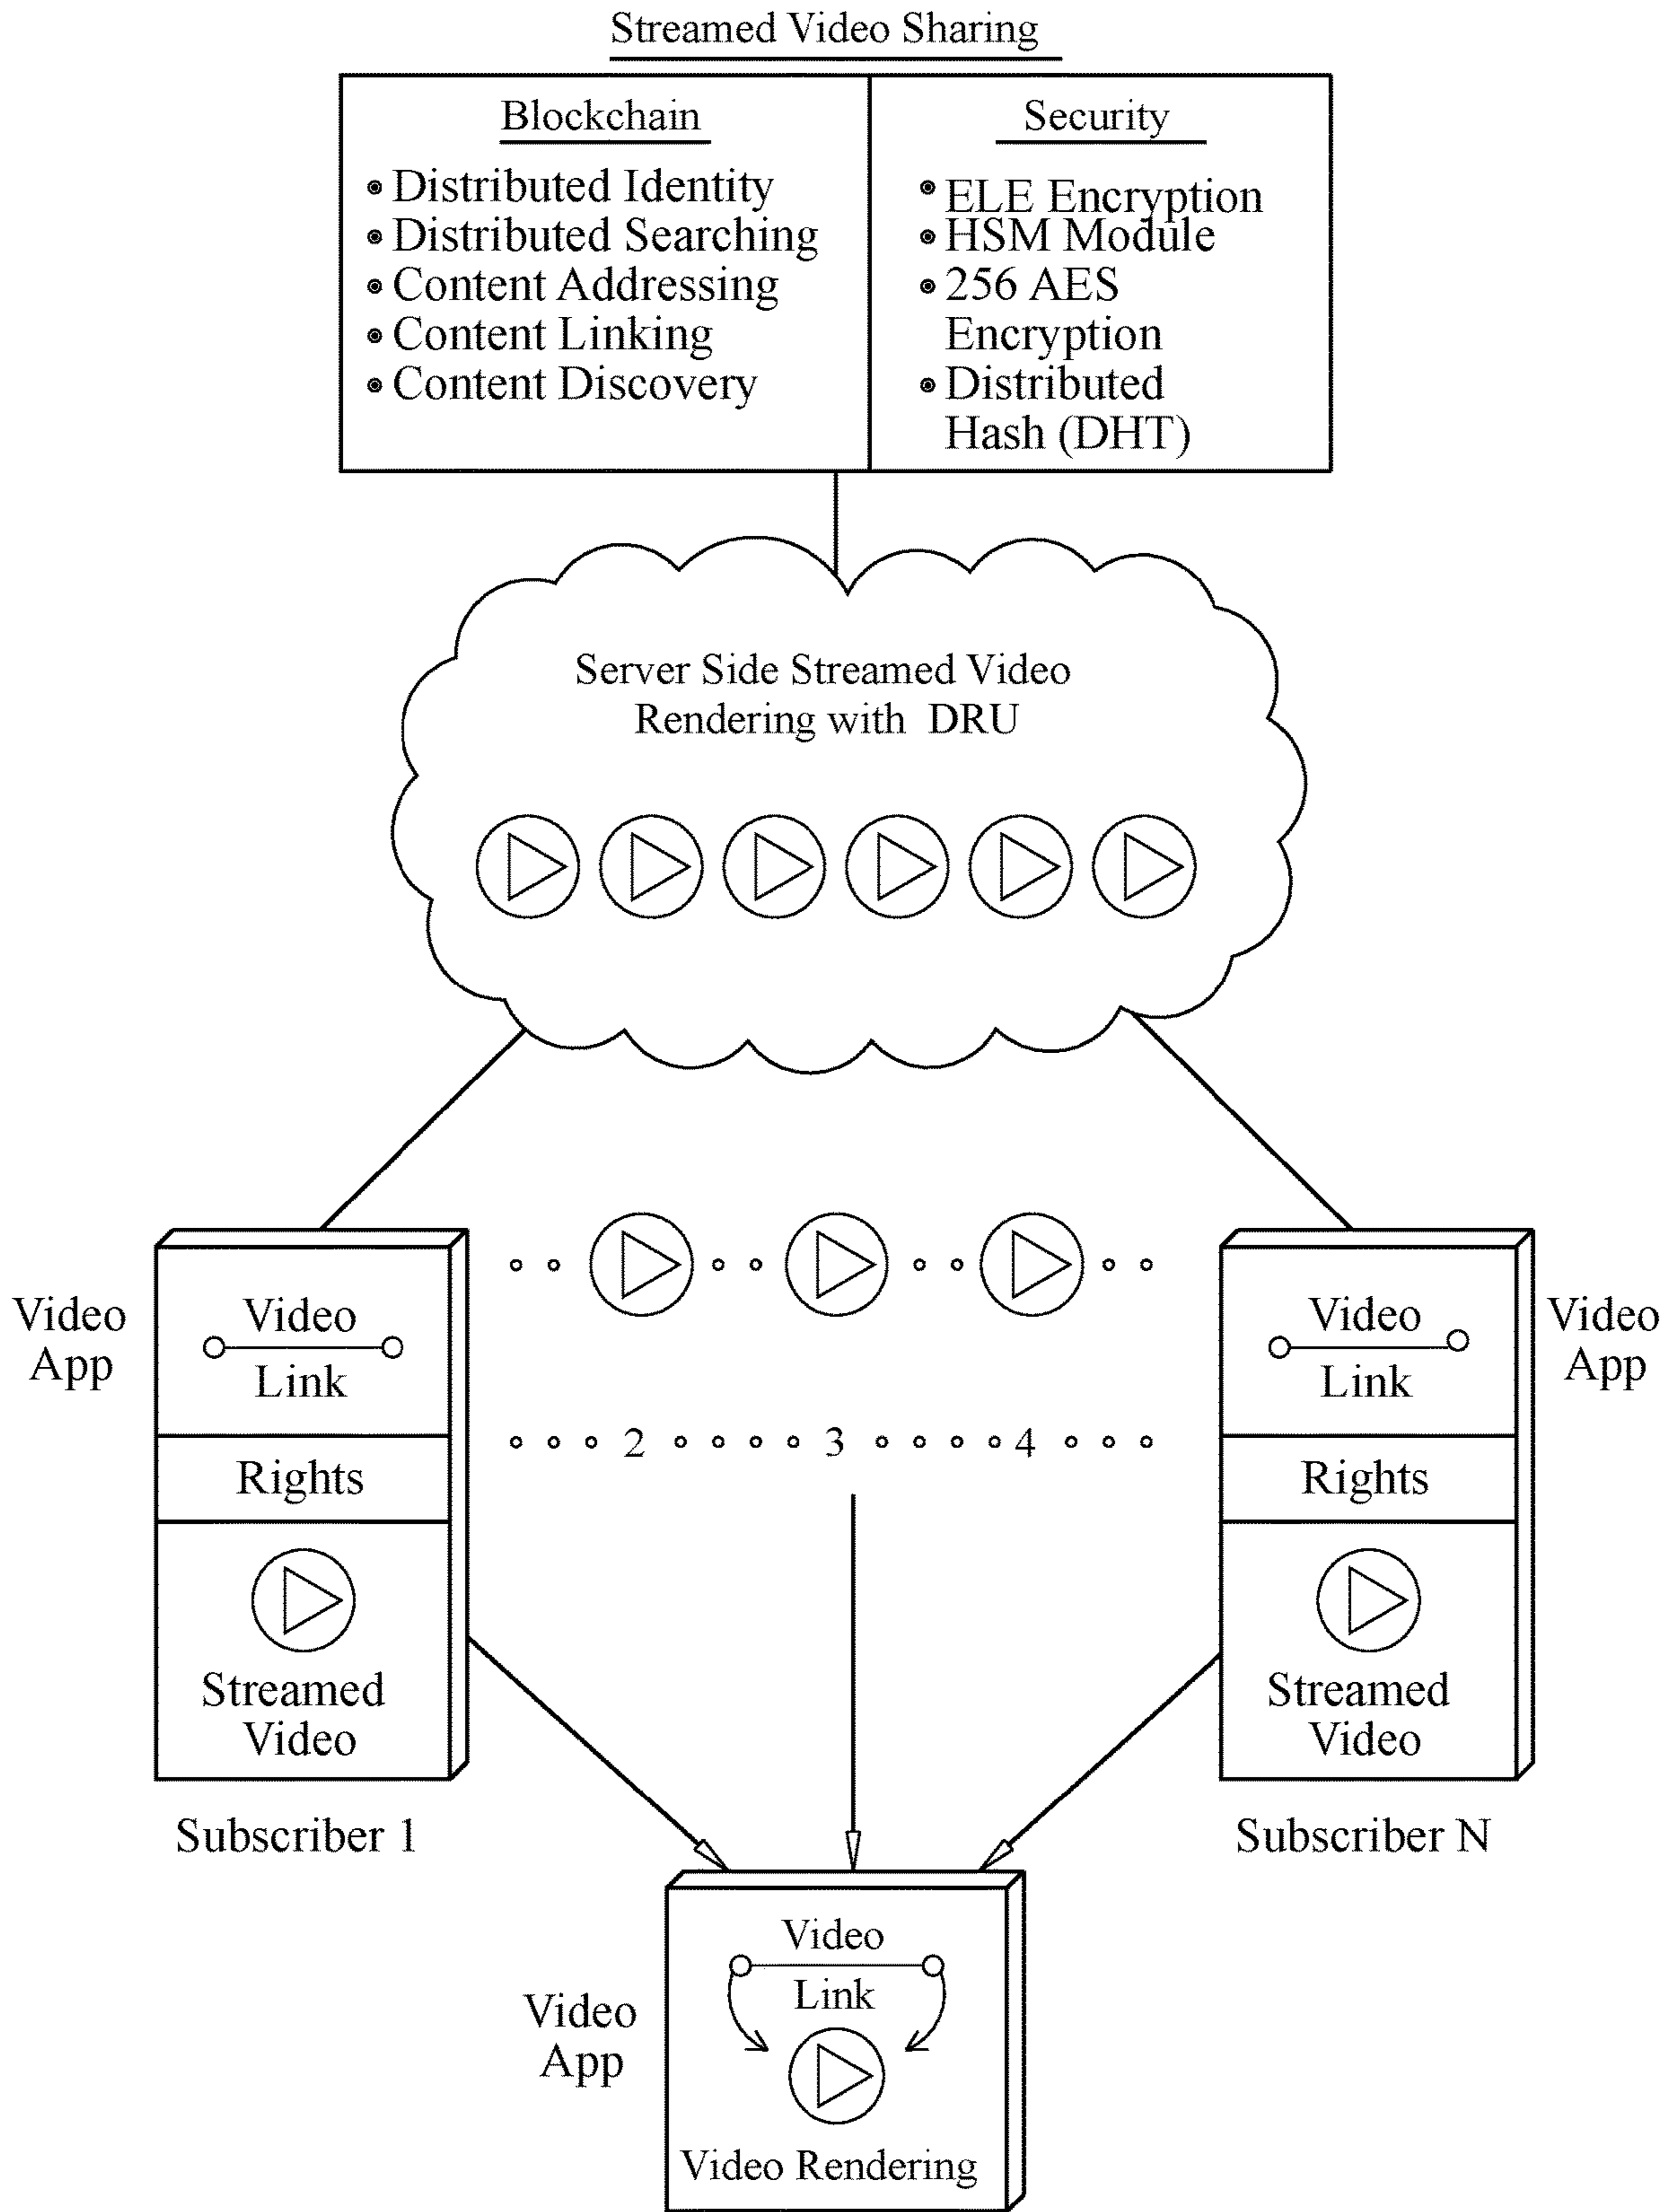 Streamed Video Sharing
Blockchain
Distributed Identity
Distributed Searching
Content Addressing
Content Linking
Content Discovery
Security
ELE Encryption
HSM Module
256 AES
Encryption
Distributed
Hash (DHT)
Server Side Streamed Video
Rendering with DRU
Video
App
Video
Link
Rights
Streamed
Video
Subscriber 1
2 3 4
Video
Link
Rights
Streamed
Video
Subscriber N
Video
App
Video
App
Video
Link
Video Rendering